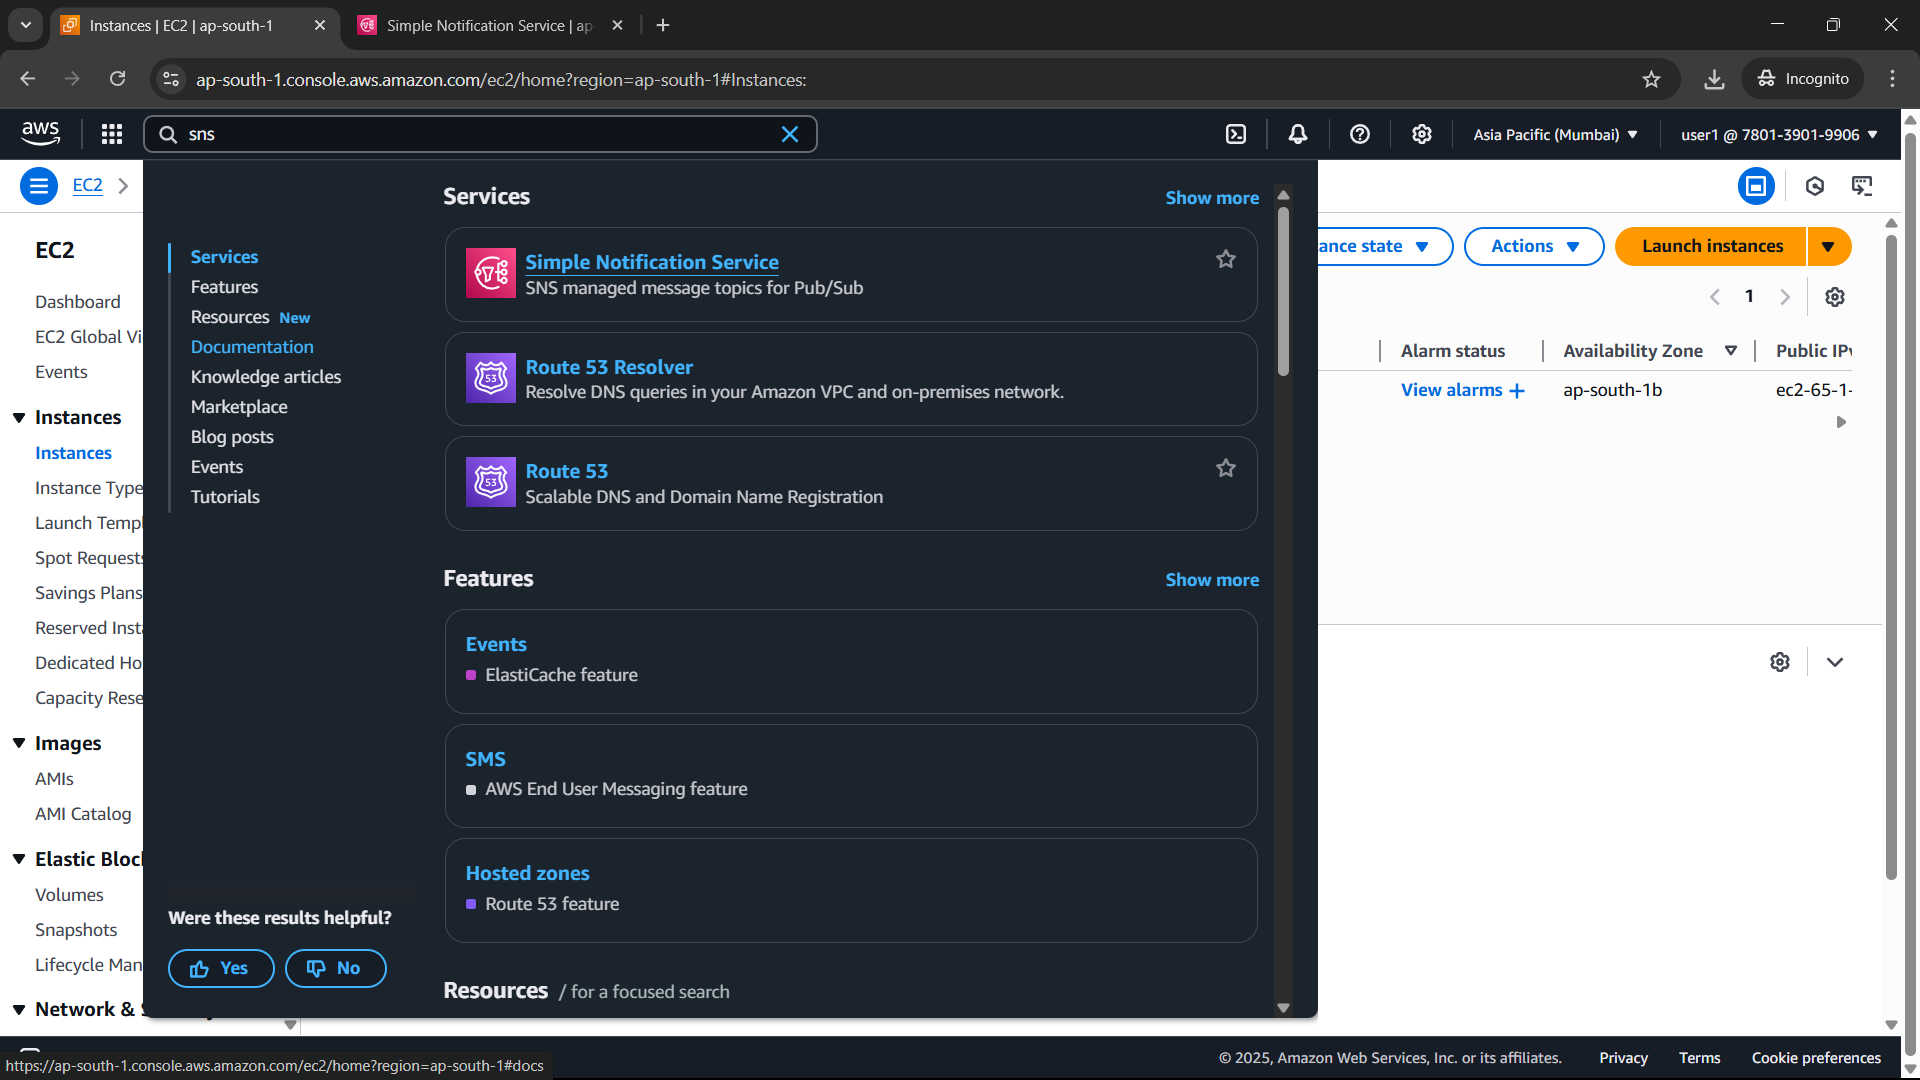 Instances | EC2 | ap-south-1
Simple Notification Service | ap-
ap-south-1.console.aws.amazon.com/ec2/home?region=ap-south-1#Instances:
Incognito
aws
sns
Asia Pacific (Mumbai)
user1 @ 7801-3901-9906
EC2
Services
Show more
Services
Features
Resources New
Documentation
Knowledge articles
Marketplace
Blog posts
Events
Tutorials
Simple Notification Service
SNS managed message topics for Pub/Sub
Route 53 Resolver
Resolve DNS queries in your Amazon VPC and on-premises network.
Route 53
Scalable DNS and Domain Name Registration
Features
Show more
Events
ElastiCache feature
SMS
AWS End User Messaging feature
Hosted zones
Route 53 feature
Resources / for a focused search
Were these results helpful?
Yes
No
EC2
Dashboard
EC2 Global Vi
Events
Instances
Instances
Instance Type
Launch Templ
Spot Requests
Savings Plans
Reserved Inst
Dedicated Ho
Capacity Rese
Images
AMIs
AMI Catalog
Elastic Bloc
Volumes
Snapshots
Lifecycle Man
Network &
ance state
Actions
Launch instances
1
Alarm status
Availability Zone
Public IPv
View alarms +
ap-south-1b
ec2-65-1-
https://ap-south-1.console.aws.amazon.com/ec2/home?region=ap-south-1#docs
© 2025, Amazon Web Services, Inc. or its affiliates.
Privacy
Terms
Cookie preferences